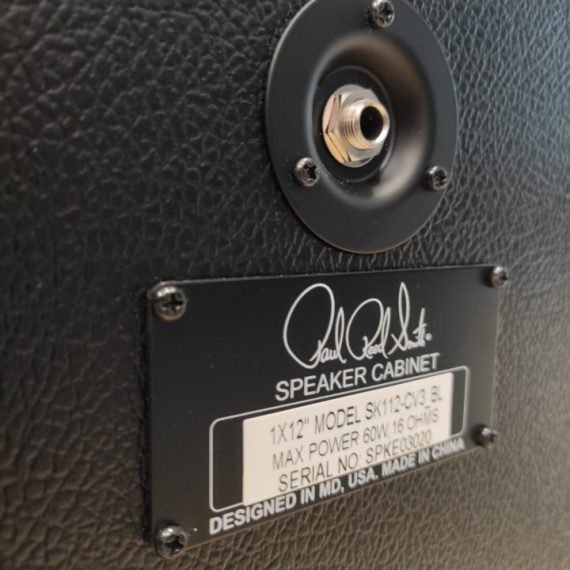 Paul Reed Smith®
SPEAKER CABINET
1X12" MODEL SK112-CV3_BL
MAX POWER 60W,16 OHMS
SERIAL NO: SPKE03020
DESIGNED IN MD, USA. MADE IN CHINA